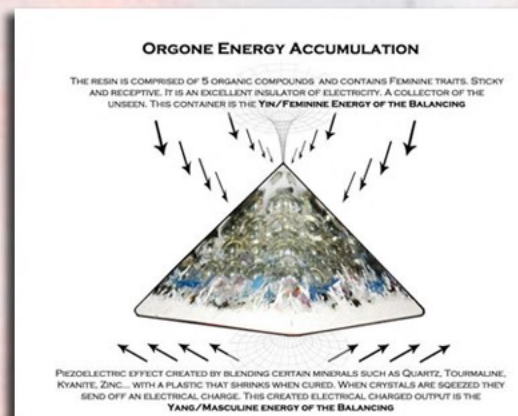 ORGONE ENERGY ACCUMULATION
THE RESIN IS COMPRISED OF 5 ORGANIC COMPOUNDS AND CONTAINS FEMININE TRAITS. STICKY
AND RECEPTIVE. IT IS AN EXCELLENT INSULATOR OF ELECTRICITY. A COLLECTOR OF THE
UNSEEN. THIS CONTAINER IS THE YIN/FEMININE ENERGY OF THE BALANCING
PIEZOELECTRIC EFFECT CREATED BY BLENDING CERTAIN MINERALS SUCH AS QUARTZ, TOURMALINE,
KYANITE, ZINC... WITH A PLASTIC THAT SHRINKS WHEN CURED. WHEN CRYSTALS ARE SQEEZED THEY
SEND OFF AN ELECTRICAL CHARGE. THIS CREATED ELECTRICAL CHARGED OUTPUT IS THE
YANG/MASCULINE ENERGY OF THE BALANCING